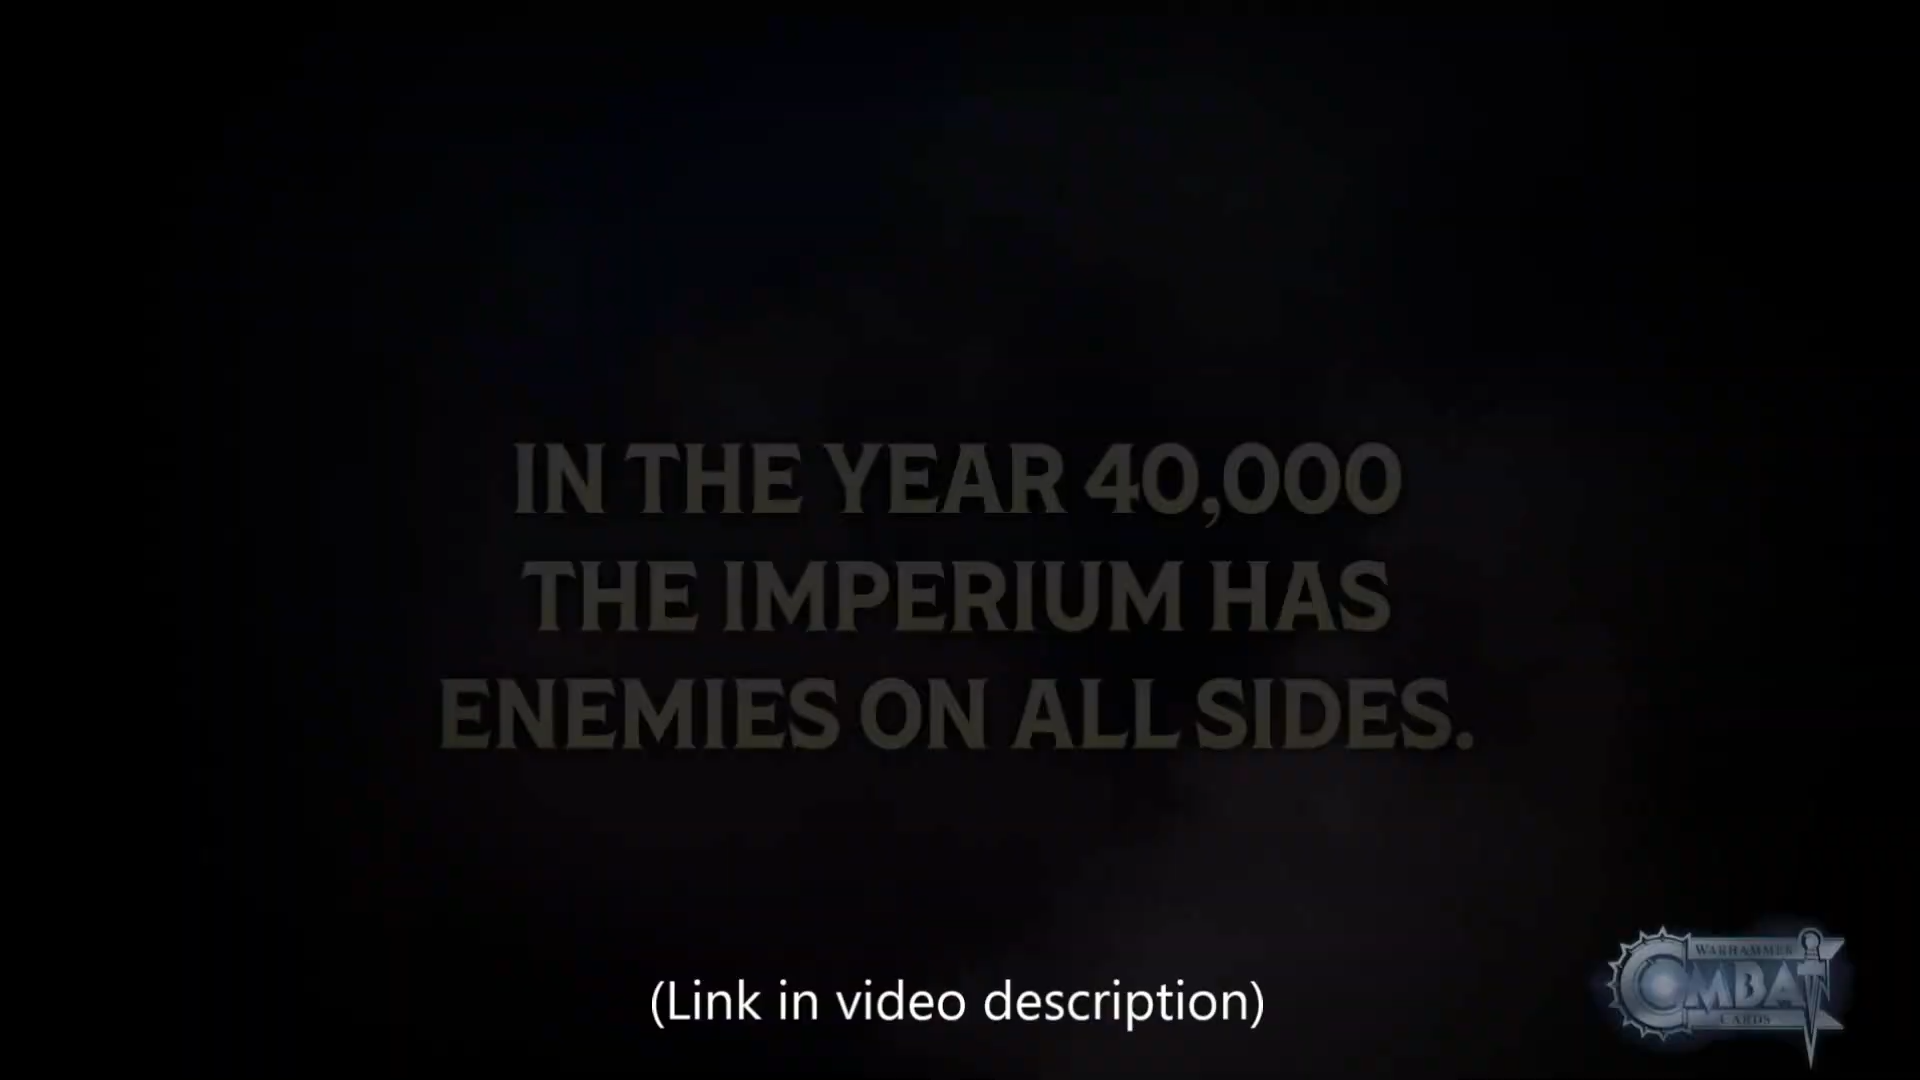 IN THE YEAR 40,000
THE IMPERIUM HAS
ENEMIES ON ALL SIDES.
WARHAMMER
COMBAT
CARDS
(Link in video description)